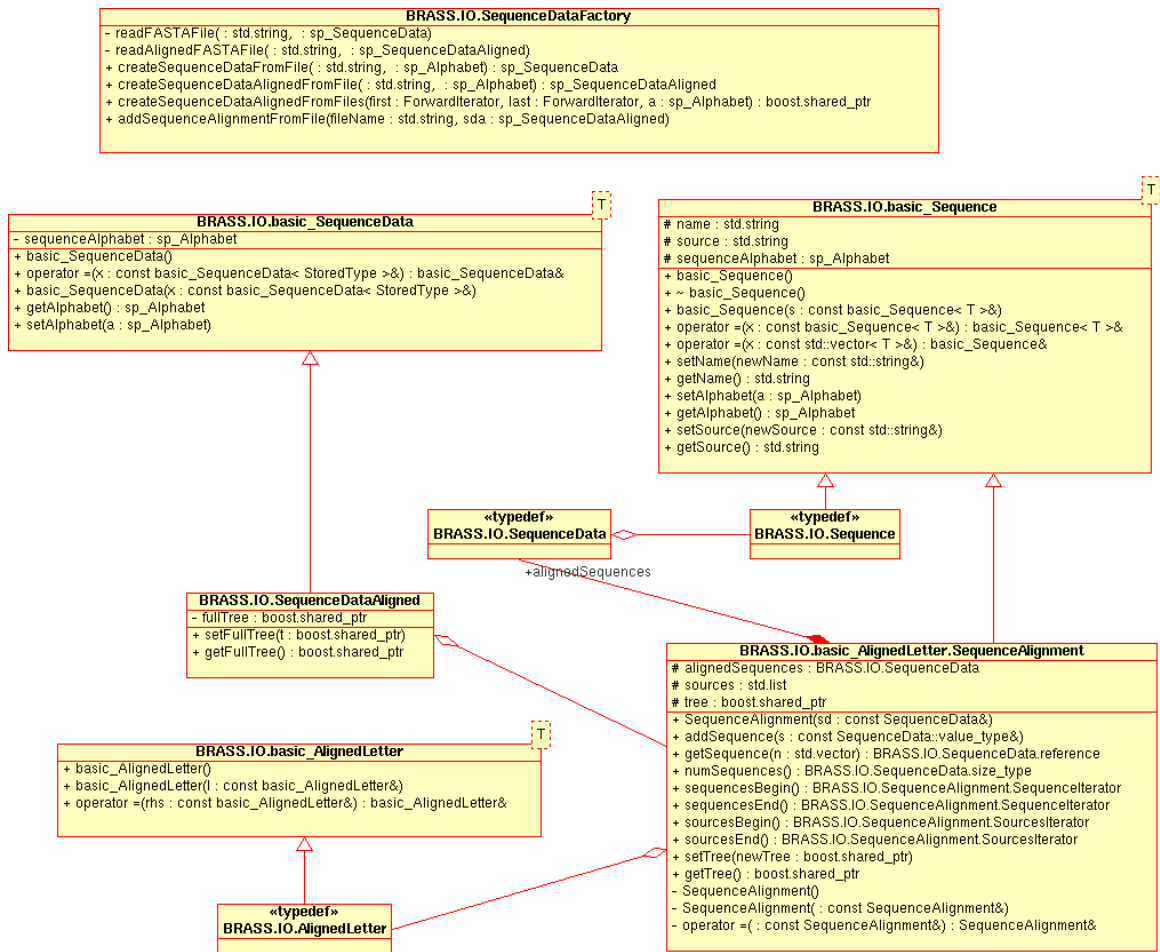 BRASS.IO.SequenceDataFactory
- readFASTAFile( : std.string, : sp_SequenceData)
- readAlignedFASTAFile( : std.string, : sp_SequenceDataAligned)
+ createSequenceDataFromFile( : std.string, : sp_Alphabet) : sp_SequenceData
+ createSequenceDataAlignedFromFile( : std.string, : sp_Alphabet) : sp_SequenceDataAligned
+ createSequenceDataAlignedFromFiles(first : ForwardIterator, last : ForwardIterator, a : sp_Alphabet) : boost.shared_ptr
+ addSequenceAlignmentFromFile(fileName : std.string, sda : sp_SequenceDataAligned)
T
BRASS.IO.basic_SequenceData
- sequenceAlphabet : sp_Alphabet
+ basic_SequenceData()
+ operator =(x : const basic_SequenceData< StoredType >&) : basic_SequenceData&
+ basic_SequenceData(x : const basic_SequenceData< StoredType >&)
+ getAlphabet() : sp_Alphabet
+ setAlphabet(a : sp_Alphabet)
T
BRASS.IO.basic_Sequence
# name : std.string
# source : std.string
# sequenceAlphabet : sp_Alphabet
+ basic_Sequence()
+ ~ basic_Sequence()
+ basic_Sequence(s : const basic_Sequence< T >&)
+ operator =(x : const basic_Sequence< T >&) : basic_Sequence< T >&
+ operator =(x : const std::vector< T >&) : basic_Sequence&
+ setName(newName : const std::string&)
+ getName() : std.string
+ setAlphabet(a : sp_Alphabet)
+ getAlphabet() : sp_Alphabet
+ setSource(newSource : const std::string&)
+ getSource() : std.string
«typedef»
BRASS.IO.SequenceData
«typedef»
BRASS.IO.Sequence
+alignedSequences
BRASS.IO.SequenceDataAligned
- fullTree : boost.shared_ptr
+ setFullTree(t : boost.shared_ptr)
+ getFullTree() : boost.shared_ptr
BRASS.IO.basic_AlignedLetter.SequenceAlignment
# alignedSequences : BRASS.IO.SequenceData
# sources : std.list
# tree : boost.shared_ptr
+ SequenceAlignment(sd : const SequenceData&)
+ addSequence(s : const SequenceData::value_type&)
+ getSequence(n : std.vector) : BRASS.IO.SequenceData.reference
+ numSequences() : BRASS.IO.SequenceData.size_type
+ sequencesBegin() : BRASS.IO.SequenceAlignment.SequenceIterator
+ sequencesEnd() : BRASS.IO.SequenceAlignment.SequenceIterator
+ sourcesBegin() : BRASS.IO.SequenceAlignment.SourcesIterator
+ sourcesEnd() : BRASS.IO.SequenceAlignment.SourcesIterator
+ setTree(newTree : boost.shared_ptr)
+ getTree() : boost.shared_ptr
- SequenceAlignment()
- SequenceAlignment( : const SequenceAlignment&)
- operator =( : const SequenceAlignment&) : SequenceAlignment&
T
BRASS.IO.basic_AlignedLetter
+ basic_AlignedLetter()
+ basic_AlignedLetter(l : const basic_AlignedLetter&)
+ operator =(rhs : const basic_AlignedLetter&) : basic_AlignedLetter&
«typedef»
BRASS.IO.AlignedLetter